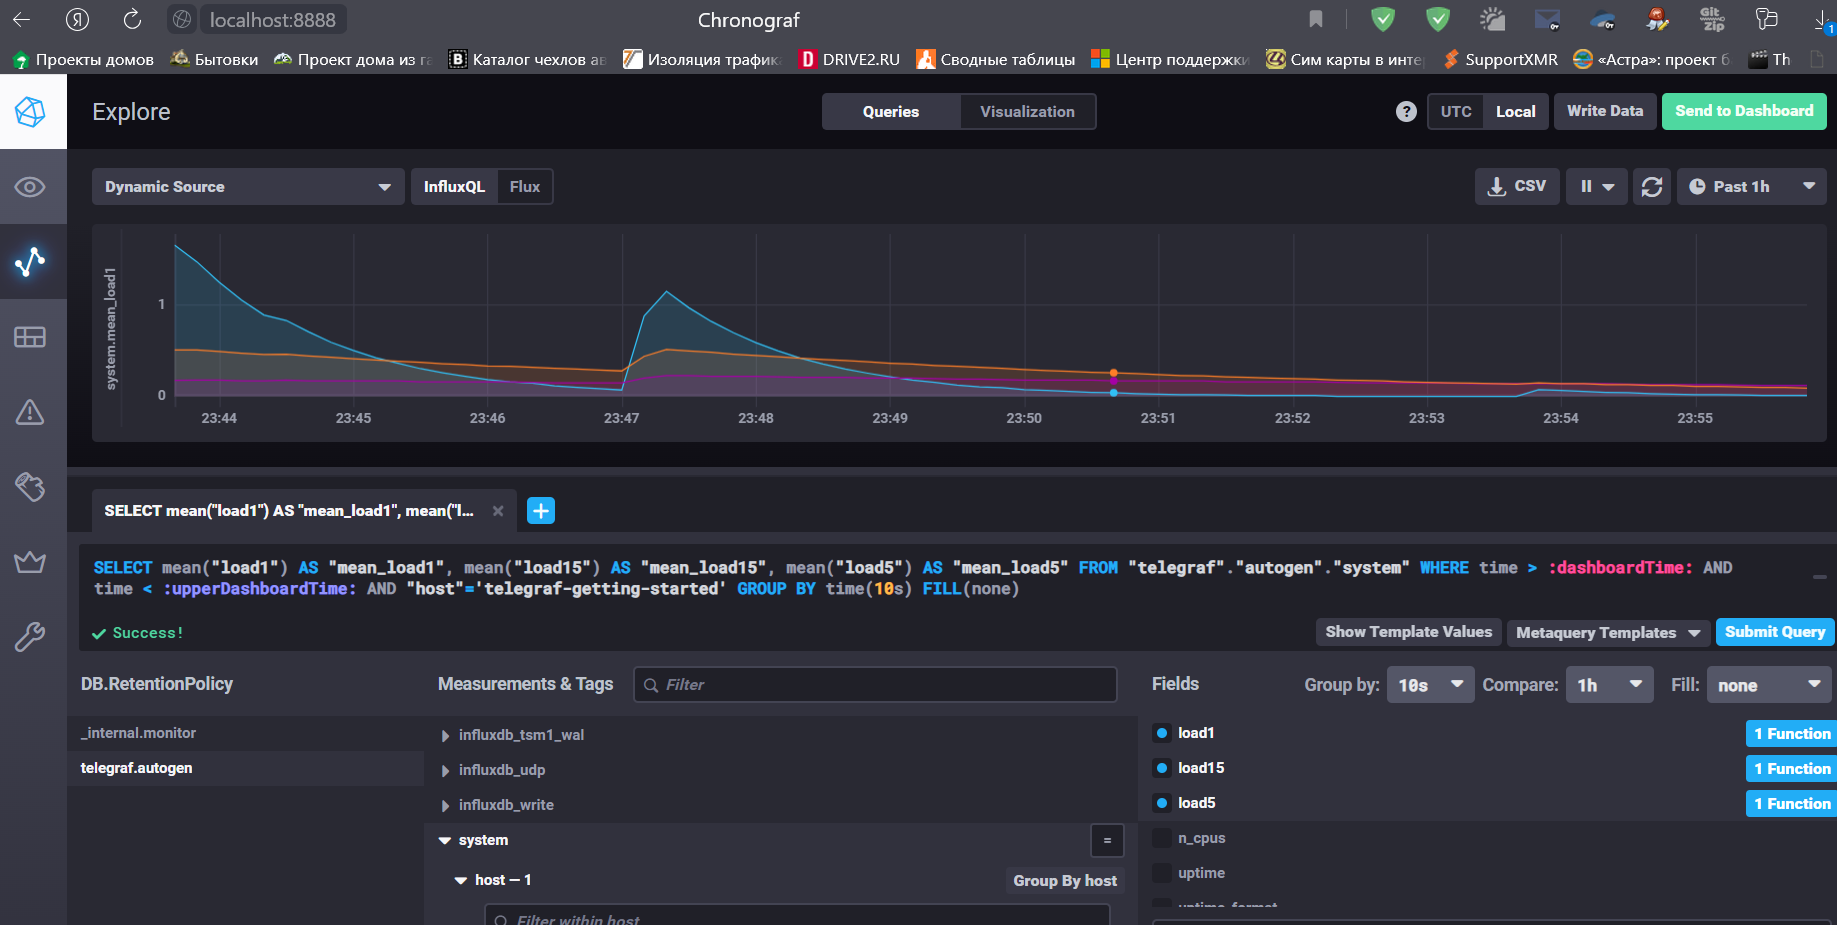 Я
localhost:8888
Chronograf
Git Zip
1
Проекты домов
Бытовки
Проект дома из га
B
Каталог чехлов ав
Изоляция трафика
D
DRIVE2.RU
Сводные таблицы
Центр поддержки
Сим карты в инте
SupportXMR
«Астра»: проект б
Th
Explore
Queries
Visualization
?
UTC
Local
Write Data
Send to Dashboard
Dynamic Source
InfluxQL
Flux
CSV
Past 1h
system.mean_load1
1
0
23:44
23:45
23:46
23:47
23:48
23:49
23:50
23:51
23:52
23:53
23:54
23:55
SELECT mean("load1") AS "mean_load1", mean("l...
SELECT mean("load1") AS "mean_load1", mean("load15") AS "mean_load15", mean("load5") AS "mean_load5" FROM "telegraf"."autogen"."system" WHERE time > :dashboardTime: AND
time < :upperDashboardTime: AND "host"='telegraf-getting-started' GROUP BY time(10s) FILL(none)
Success!
Show Template Values
Metaquery Templates
Submit Query
DB.RetentionPolicy
Measurements & Tags
Filter
Fields
Group by:
10s
Compare:
1h
Fill:
none
_internal.monitor
telegraf.autogen
influxdb_tsm1_wal
influxdb_udp
influxdb_write
system
=
host — 1
Group By host
Filter within host
load1
1 Function
load15
1 Function
load5
1 Function
n_cpus
uptime
uptime_format